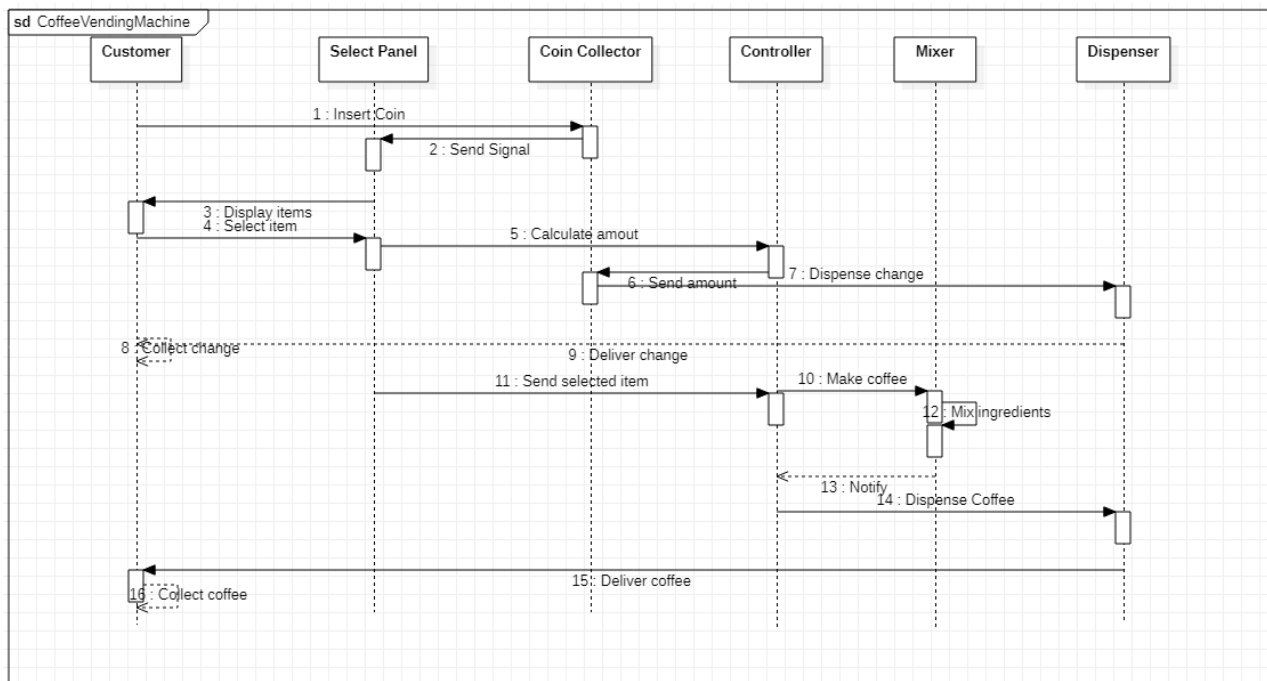 sd CoffeeVendingMachine
Customer
Select Panel
Coin Collector
Controller
Mixer
Dispenser
1 : Insert Coin
2 : Send Signal
3 : Display items
4 : Select item
5 : Calculate amout
6 : Send amount
7 : Dispense change
8 : Collect change
9 : Deliver change
11 : Send selected item
10 : Make coffee
12 : Mix ingredients
13 : Notify
14 : Dispense Coffee
15 : Deliver coffee
16 : Collect coffee